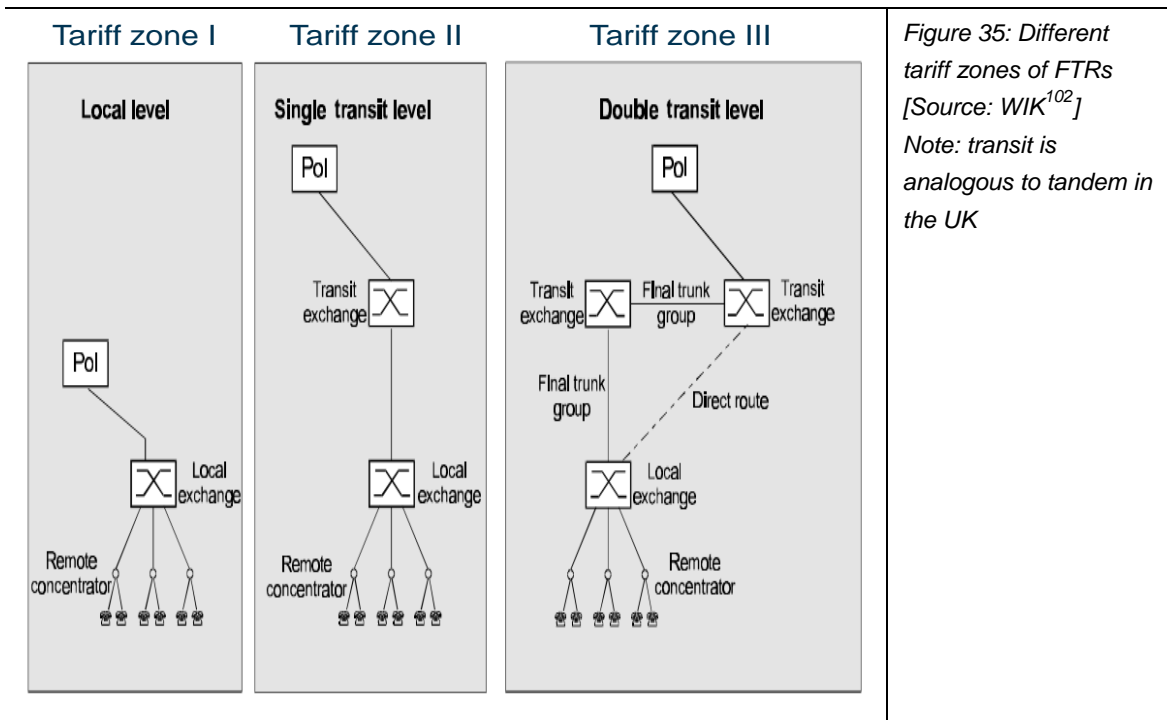 Tariff zone I
Local level
PoI
Local
exchange
Remote
concentrator
Tariff zone II
Single transit level
PoI
Transit
exchange
Local
exchange
Remote
concentrator
Tariff zone III
Double transit level
PoI
Transit
exchange
Final trunk
group
Transit
exchange
Final trunk
group
Direct route
Local
exchange
Remote
concentrator
Figure 35: Different
tariff zones of FTRs
[Source: WIK102]
Note: transit is
analogous to tandem in
the UK